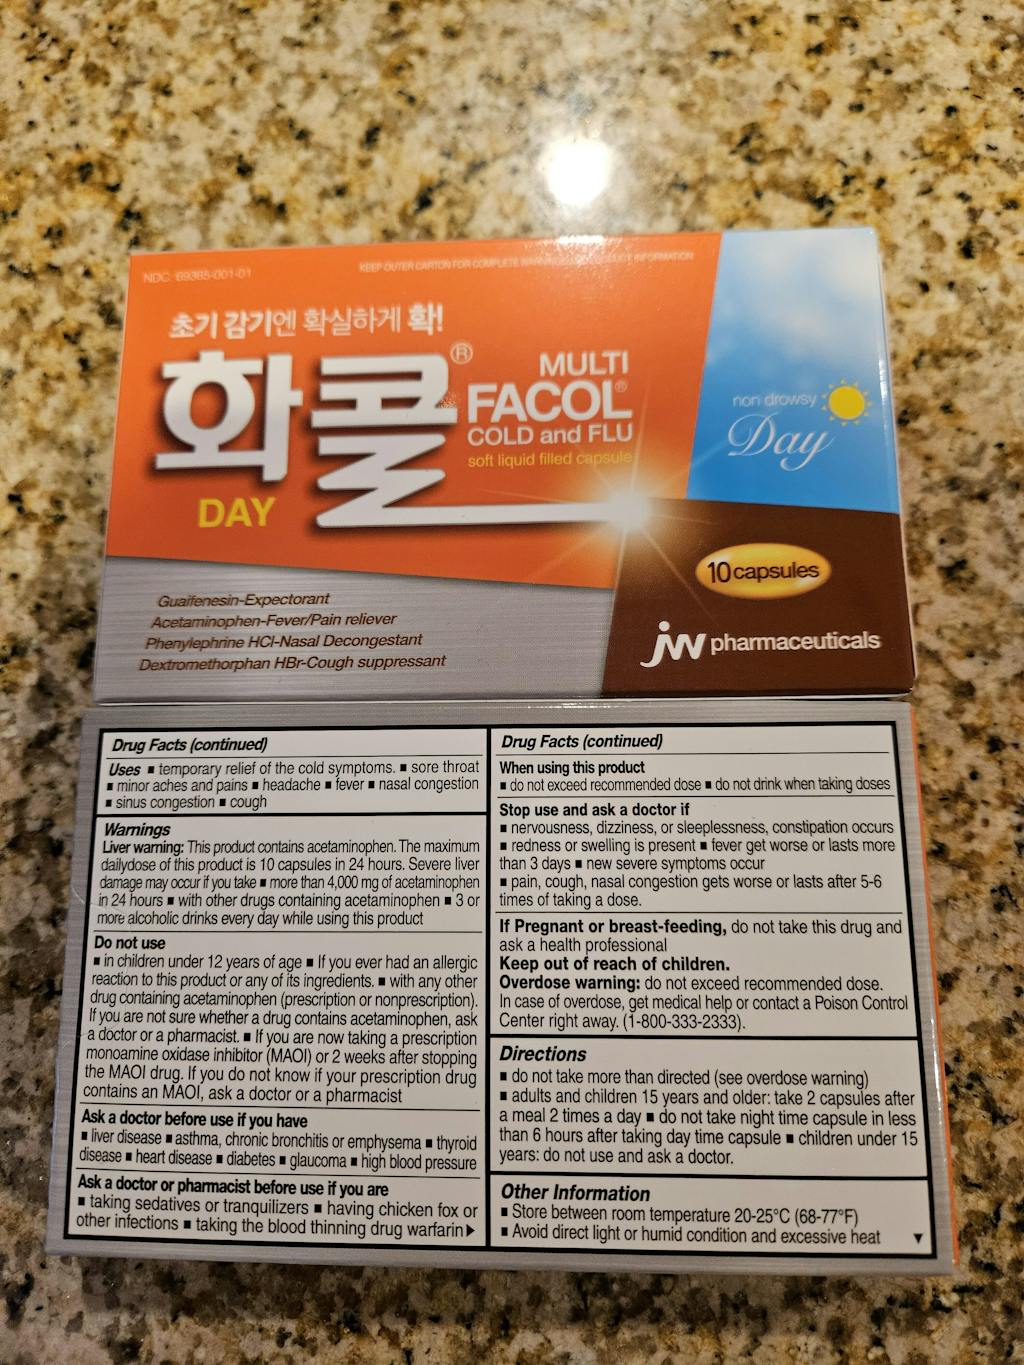 NDC: 69365-001-01
KEEP OUTER CARTON FOR COMPLETE INFORMATION
초기 감기엔 확실하게 확!
화콜®
MULTI
FACOL®
COLD and FLU
soft liquid filled capsule
DAY
non drowsy
Day
10 capsules
Guaifenesin-Expectorant
Acetaminophen-Fever/Pain reliever
Phenylephrine HCl-Nasal Decongestant
Dextromethorphan HBr-Cough suppressant
jw pharmaceuticals
Drug Facts (continued)
Uses ▪ temporary relief of the cold symptoms. ▪ sore throat
▪ minor aches and pains ▪ headache ▪ fever ▪ nasal congestion
▪ sinus congestion ▪ cough
Warnings
Liver warning: This product contains acetaminophen. The maximum
dailydose of this product is 10 capsules in 24 hours. Severe liver
damage may occur if you take ▪ more than 4,000 mg of acetaminophen
in 24 hours ▪ with other drugs containing acetaminophen ▪ 3 or
more alcoholic drinks every day while using this product
Do not use
▪ in children under 12 years of age ▪ If you ever had an allergic
reaction to this product or any of its ingredients. ▪ with any other
drug containing acetaminophen (prescription or nonprescription).
If you are not sure whether a drug contains acetaminophen, ask
a doctor or a pharmacist. ▪ If you are now taking a prescription
monoamine oxidase inhibitor (MAOI) or 2 weeks after stopping
the MAOI drug. If you do not know if your prescription drug
contains an MAOI, ask a doctor or a pharmacist
Ask a doctor before use if you have
▪ liver disease ▪ asthma, chronic bronchitis or emphysema ▪ thyroid
disease ▪ heart disease ▪ diabetes ▪ glaucoma ▪ high blood pressure
Ask a doctor or pharmacist before use if you are
▪ taking sedatives or tranquilizers ▪ having chicken fox or
other infections ▪ taking the blood thinning drug warfarin ▶
Drug Facts (continued)
When using this product
▪ do not exceed recommended dose ▪ do not drink when taking doses
Stop use and ask a doctor if
▪ nervousness, dizziness, or sleeplessness, constipation occurs
▪ redness or swelling is present ▪ fever get worse or lasts more
than 3 days ▪ new severe symptoms occur
▪ pain, cough, nasal congestion gets worse or lasts after 5-6
times of taking a dose.
If Pregnant or breast-feeding, do not take this drug and
ask a health professional
Keep out of reach of children.
Overdose warning: do not exceed recommended dose.
In case of overdose, get medical help or contact a Poison Control
Center right away. (1-800-333-2333).
Directions
▪ do not take more than directed (see overdose warning)
▪ adults and children 15 years and older: take 2 capsules after
a meal 2 times a day ▪ do not take night time capsule in less
than 6 hours after taking day time capsule ▪ children under 15
years: do not use and ask a doctor.
Other Information
▪ Store between room temperature 20-25°C (68-77°F)
▪ Avoid direct light or humid condition and excessive heat ▼